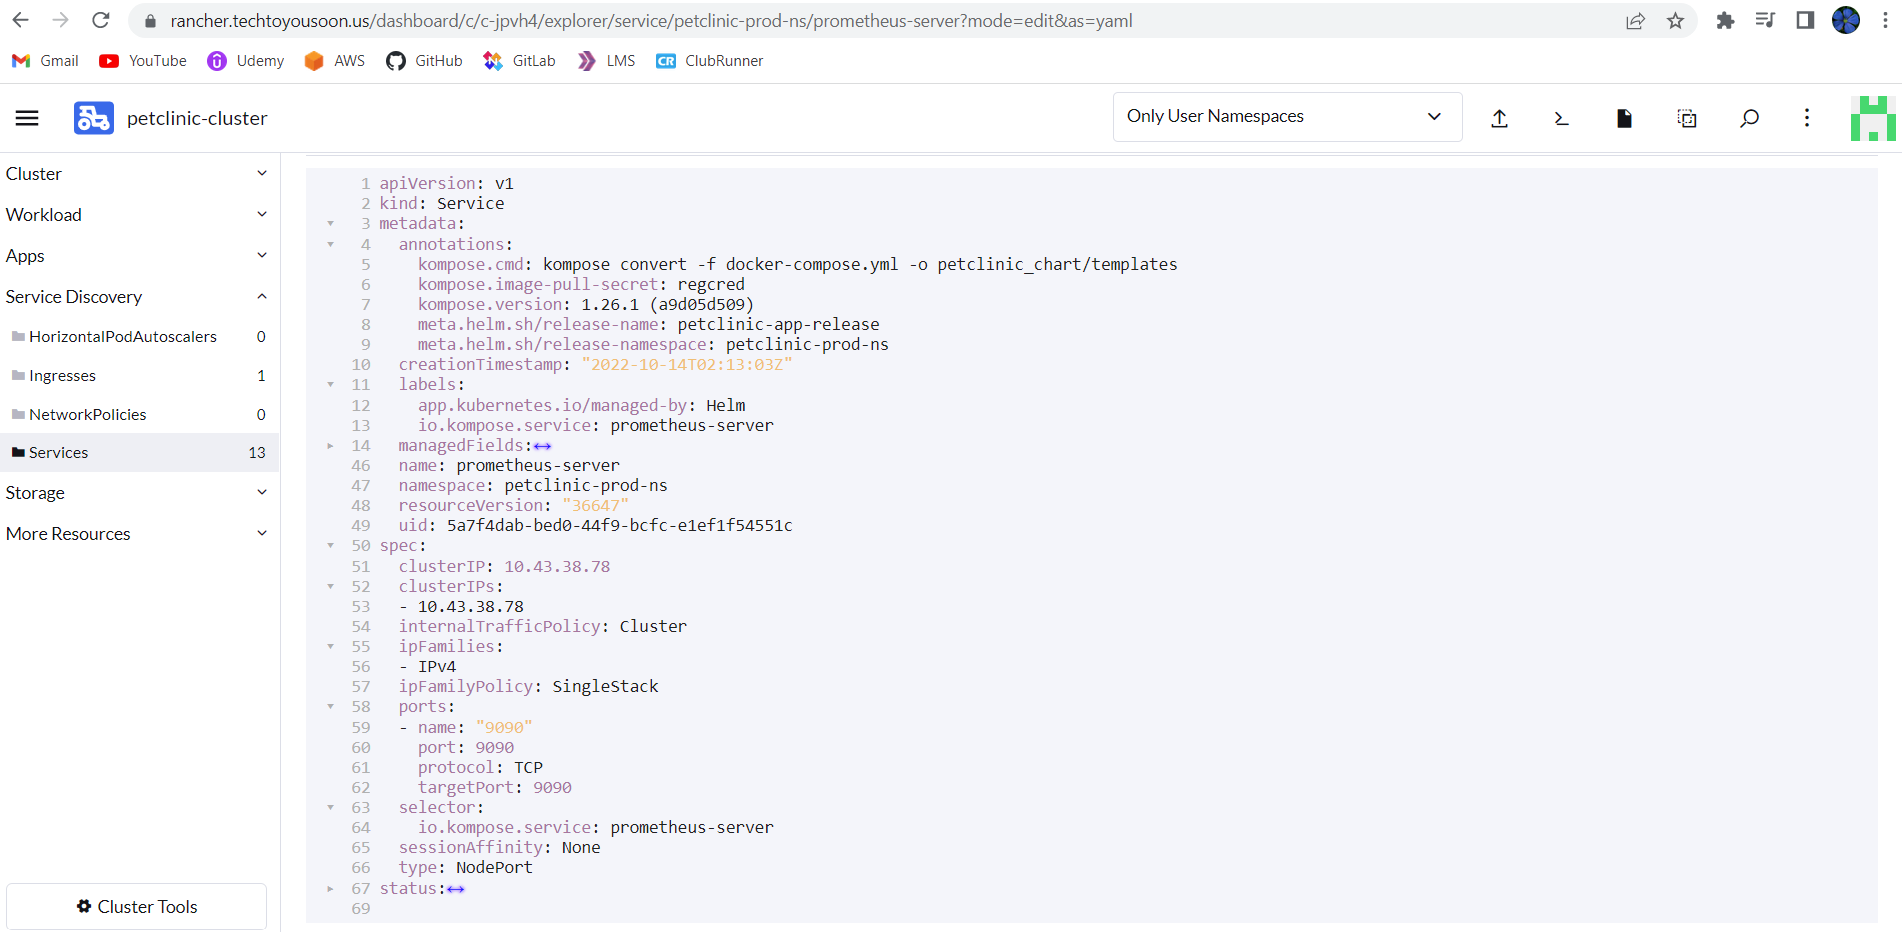 rancher.techtoyousoon.us/dashboard/c/c-jpvh4/explorer/service/petclinic-prod-ns/prometheus-server?mode=edit&as=yaml
Gmail YouTube Udemy AWS GitHub GitLab LMS CR ClubRunner
petclinic-cluster
Only User Namespaces
Cluster
Workload
Apps
Service Discovery
HorizontalPodAutoscalers 0
Ingresses 1
NetworkPolicies 0
Services 13
Storage
More Resources
Cluster Tools
1 apiVersion: v1
2 kind: Service
3 metadata:
4 annotations:
5 kompose.cmd: kompose convert -f docker-compose.yml -o petclinic_chart/templates
6 kompose.image-pull-secret: regcred
7 kompose.version: 1.26.1 (a9d05d509)
8 meta.helm.sh/release-name: petclinic-app-release
9 meta.helm.sh/release-namespace: petclinic-prod-ns
10 creationTimestamp: "2022-10-14T02:13:03Z"
11 labels:
12 app.kubernetes.io/managed-by: Helm
13 io.kompose.service: prometheus-server
14 managedFields:↔
46 name: prometheus-server
47 namespace: petclinic-prod-ns
48 resourceVersion: "36647"
49 uid: 5a7f4dab-bed0-44f9-bcfc-e1ef1f54551c
50 spec:
51 clusterIP: 10.43.38.78
52 clusterIPs:
53 - 10.43.38.78
54 internalTrafficPolicy: Cluster
55 ipFamilies:
56 - IPv4
57 ipFamilyPolicy: SingleStack
58 ports:
59 - name: "9090"
60 port: 9090
61 protocol: TCP
62 targetPort: 9090
63 selector:
64 io.kompose.service: prometheus-server
65 sessionAffinity: None
66 type: NodePort
67 status:↔
69